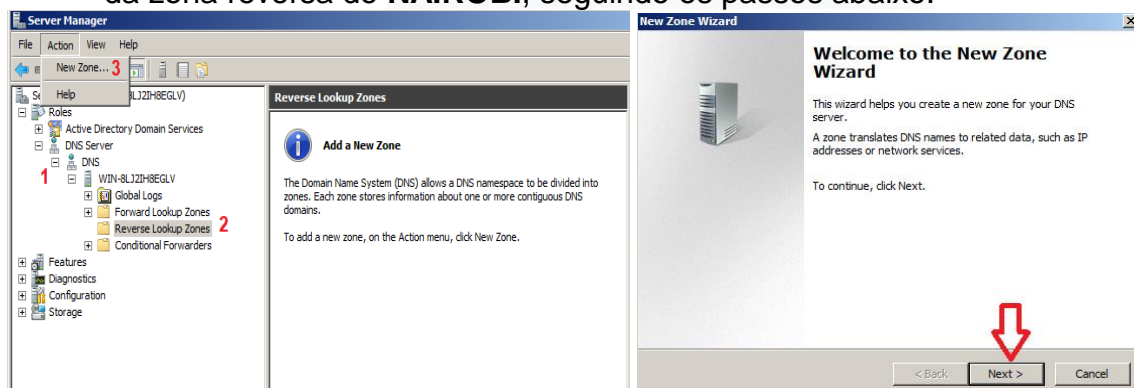 da zona reversa do NAIROBI, seguindo os passos abaixo.
Server Manager
File Action View Help
New Zone... 3
Help
8LJ2IH8EGLV)
Roles
Active Directory Domain Services
DNS Server
DNS
1
WIN-8LJ2IH8EGLV
Global Logs
Forward Lookup Zones
Reverse Lookup Zones 2
Conditional Forwarders
Features
Diagnostics
Configuration
Storage
Reverse Lookup Zones
Add a New Zone
The Domain Name System (DNS) allows a DNS namespace to be divided into
zones. Each zone stores information about one or more contiguous DNS
domains.
To add a new zone, on the Action menu, click New Zone.
New Zone Wizard
Welcome to the New Zone
Wizard
This wizard helps you create a new zone for your DNS
server.
A zone translates DNS names to related data, such as IP
addresses or network services.
To continue, click Next.
< Back Next > Cancel